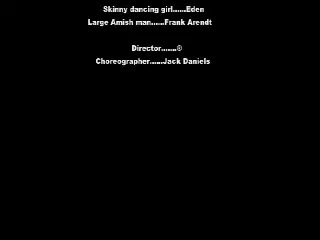 Skinny dancing girl......Eden
Large Amish man......Frank Arendt
Director.......©
Choreographer.......Jack Daniels